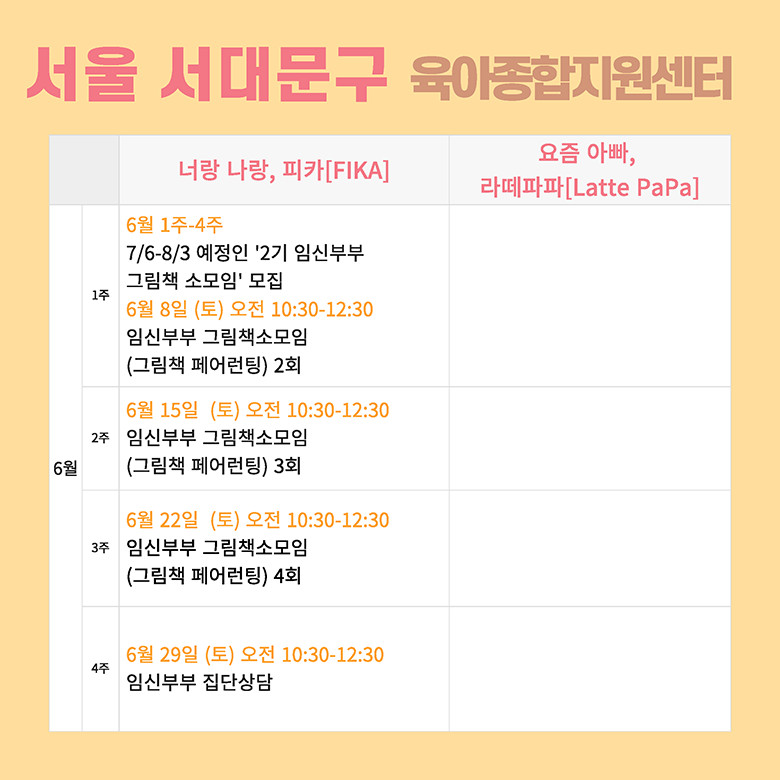 서울 서대문구 육아종합지원센터
너랑 나랑, 피카[FIKA]
요즘 아빠,
라떼파파[Latte PaPa]
6월
1주
6월 1주-4주
7/6-8/3 예정인 '2기 임신부부
그림책 소모임' 모집
6월 8일 (토) 오전 10:30-12:30
임신부부 그림책소모임
(그림책 페어런팅) 2회
2주
6월 15일 (토) 오전 10:30-12:30
임신부부 그림책소모임
(그림책 페어런팅) 3회
3주
6월 22일 (토) 오전 10:30-12:30
임신부부 그림책소모임
(그림책 페어런팅) 4회
4주
6월 29일 (토) 오전 10:30-12:30
임신부부 집단상담